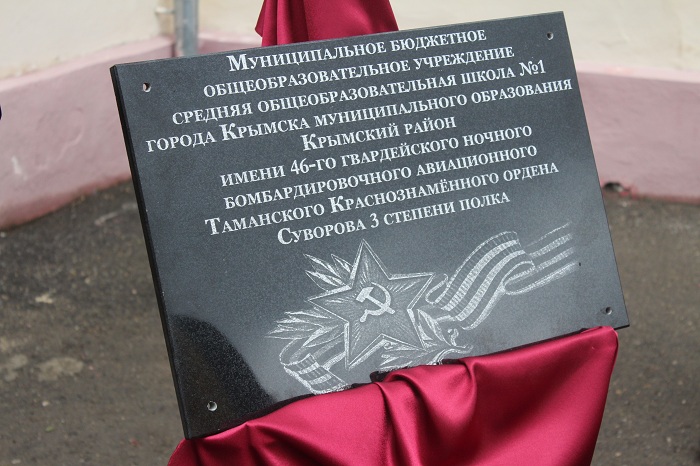 Муниципальное бюджетное
общеобразовательное учреждение
средняя общеобразовательная школа №1
города Крымска муниципального образования
Крымский район
имени 46-го гвардейского ночного
бомбардировочного авиационного
Таманского Краснознамённого ордена
Суворова 3 степени полка